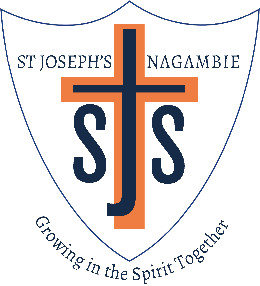 ST JOSEPH'S NAGAMBIE
SJS
Growing in the Spirit Together